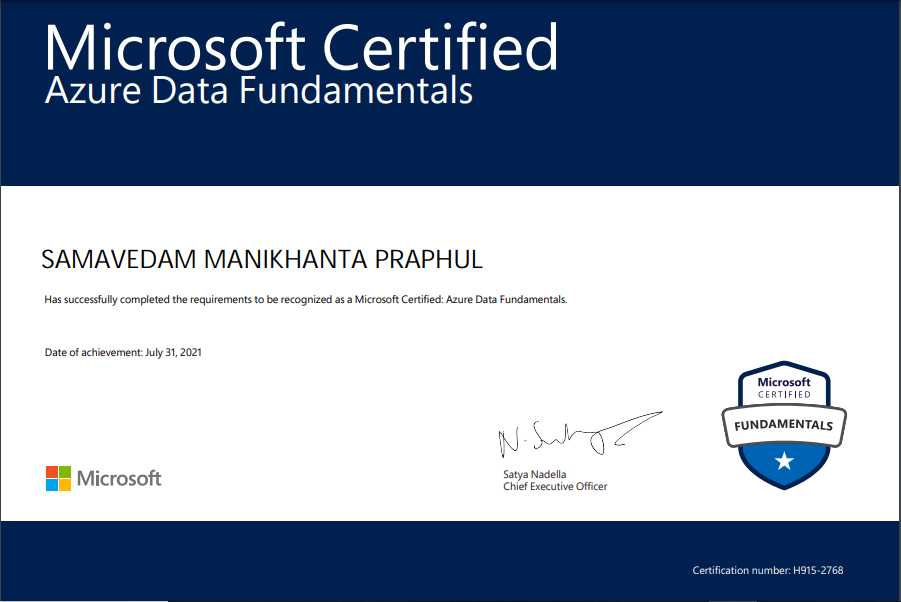 Microsoft Certified
Azure Data Fundamentals
SAMAVEDAM MANIKHANTA PRAPHUL
Has successfully completed the requirements to be recognized as a Microsoft Certified: Azure Data Fundamentals.
Date of achievement: July 31, 2021
Microsoft
CERTIFIED
FUNDAMENTALS
Microsoft
Satya Nadella
Chief Executive Officer
Certification number: H915-2768